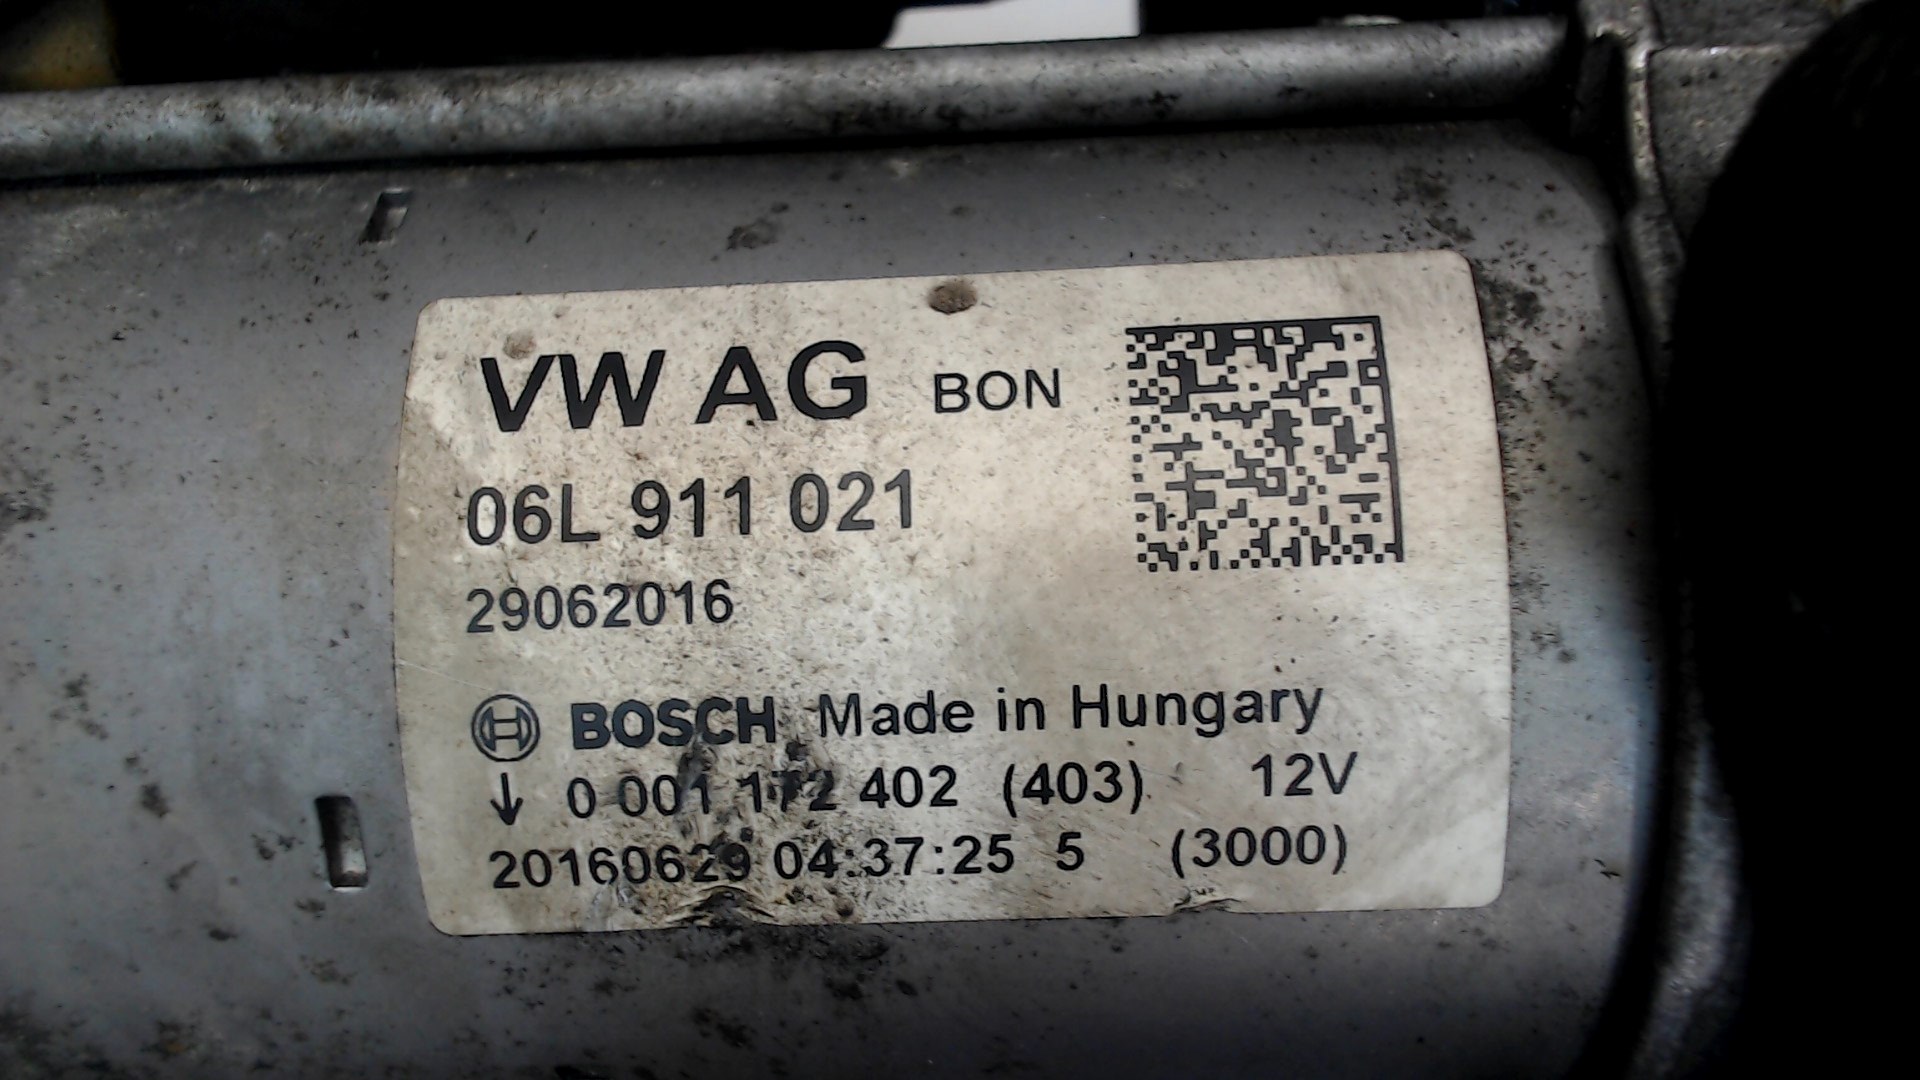 VW AG BON
06L 911 021
29062016
BOSCH Made in Hungary
↓ 0 001 172 402 (403) 12V
20160629 04:37:25 5 (3000)